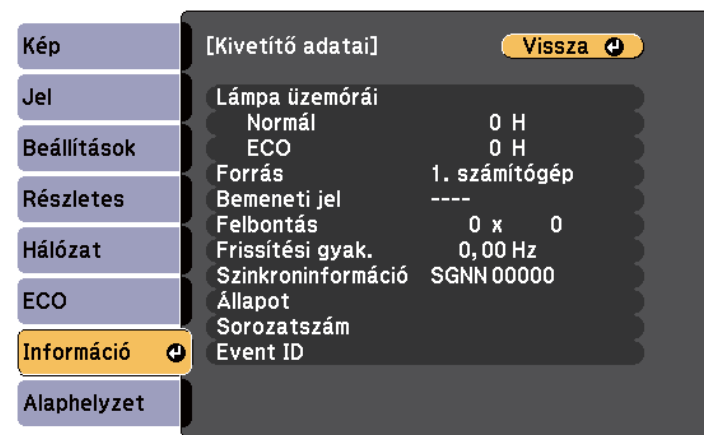 Kép
Jel
Beállítások
Részletes
Hálózat
ECO
Információ
Alaphelyzet
[Kivetítő adatai] Vissza
Lámpa üzemórái
Normál 0 H
ECO 0 H
Forrás 1. számítógép
Bemeneti jel ----
Felbontás 0 x 0
Frissítési gyak. 0,00 Hz
Szinkroninformáció SGNN 00000
Állapot
Sorozatszám
Event ID